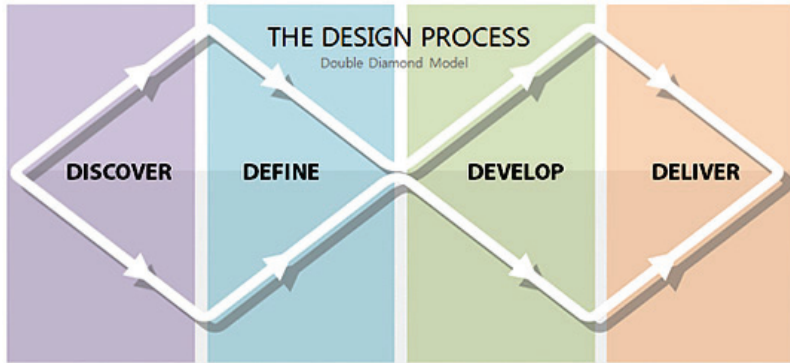 THE DESIGN PROCESS
Double Diamond Model
DISCOVER
DEFINE
DEVELOP
DELIVER